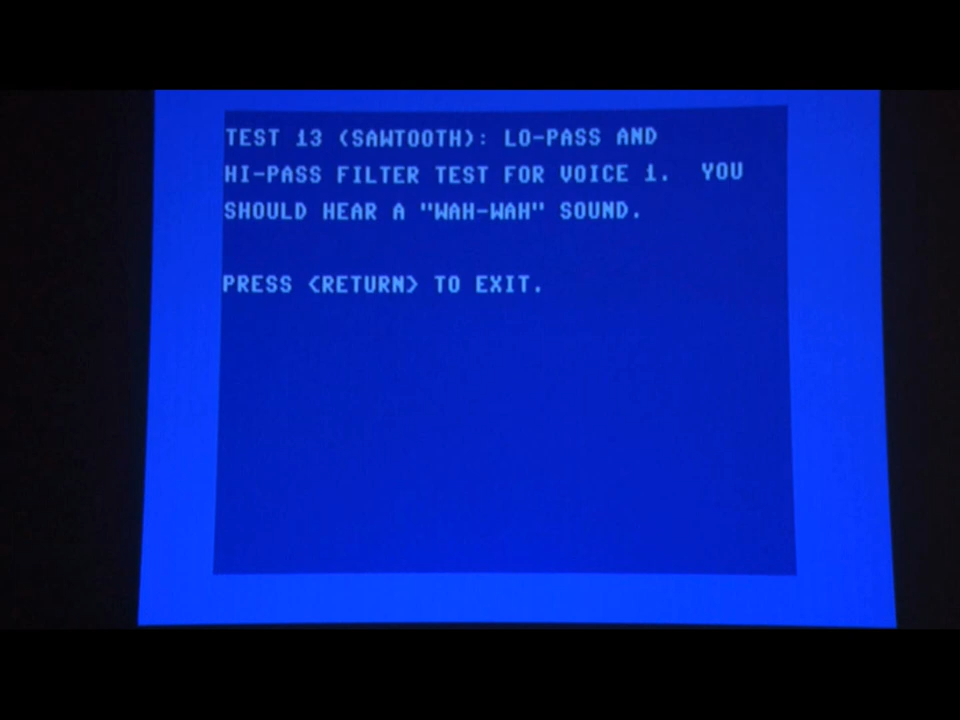 TEST 13 (SAWTOOTH): LO-PASS AND
HI-PASS FILTER TEST FOR VOICE 1.  YOU
SHOULD HEAR A "WAH-WAH" SOUND.
PRESS <RETURN> TO EXIT.